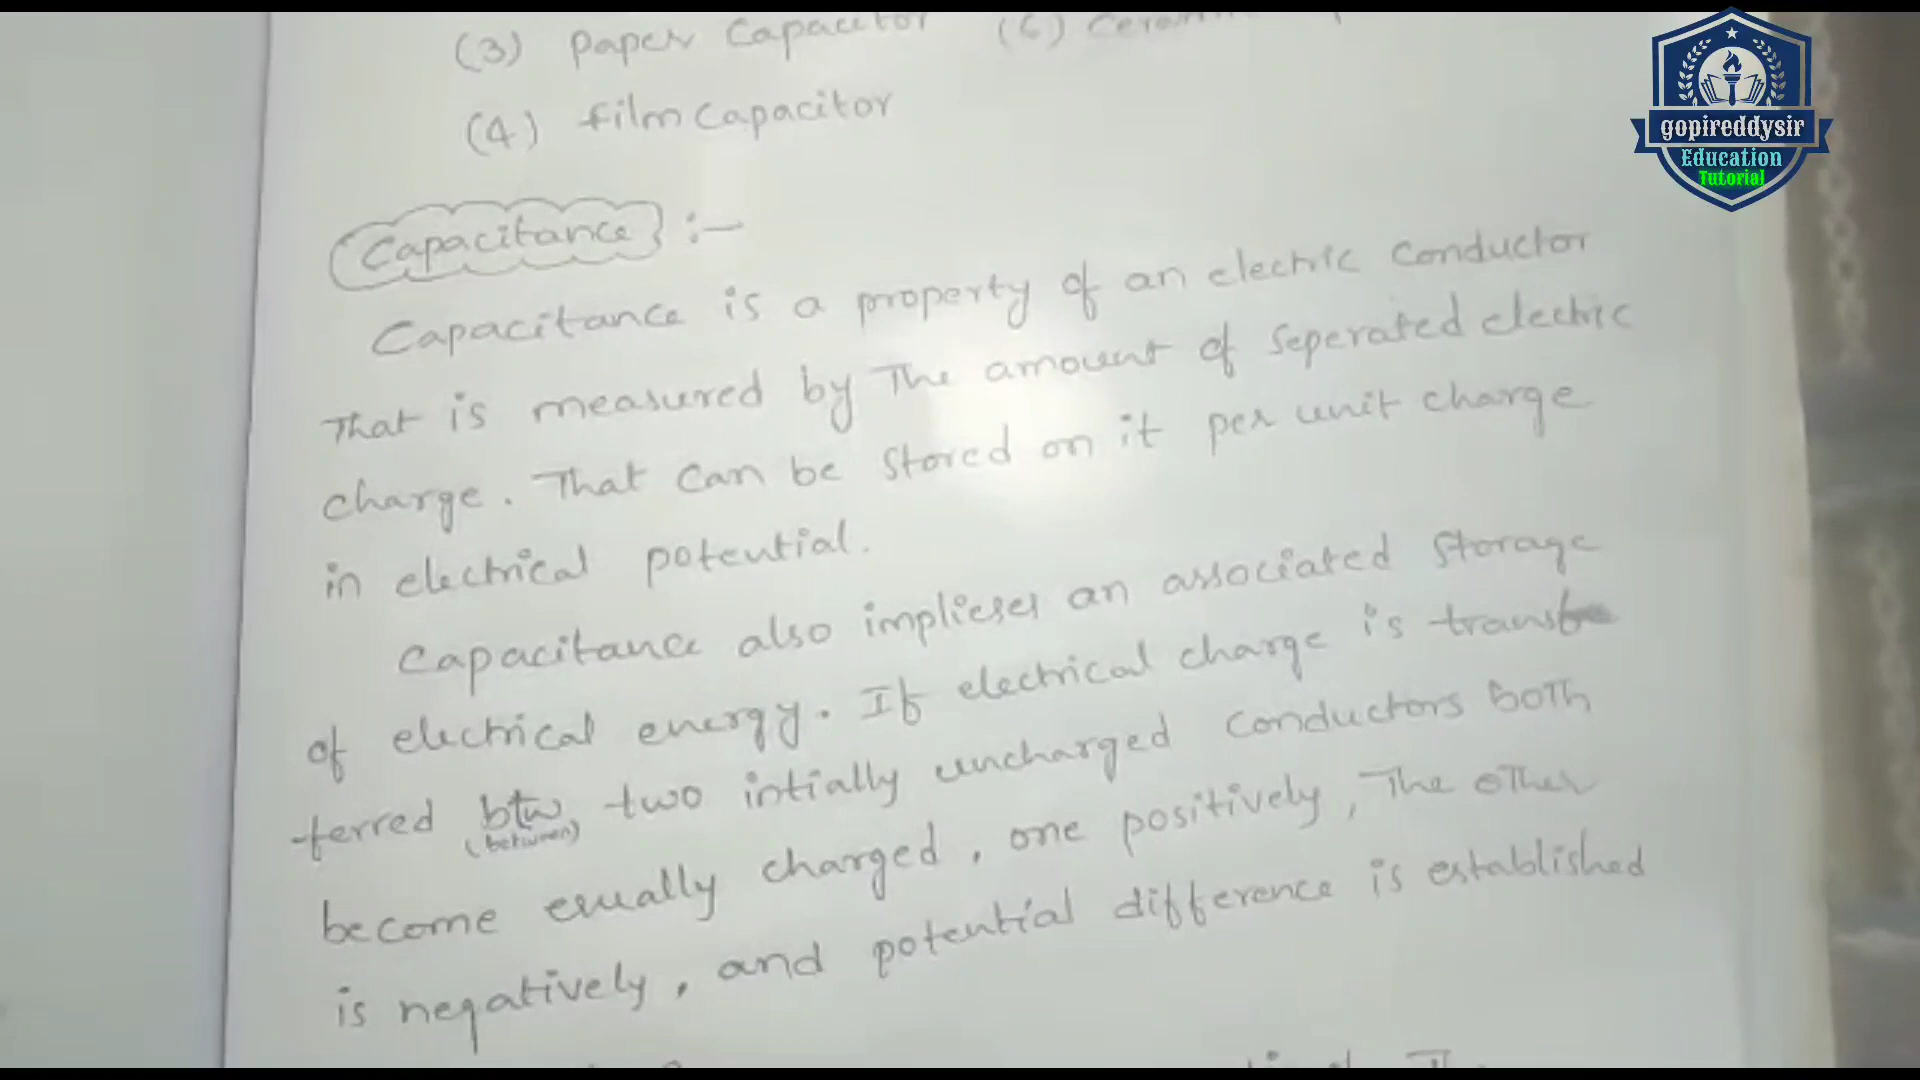 (3) Paper Capacitor (6)
(4) film capacitor
Capacitance :-
Capacitance is a property of an electric conductor
That is measured by The amount of Seperated electric
charge. That can be stored on it per unit charge
in electrical potential.
Capacitance also implieses an associated Storage
of electrical energy. If electrical charge is transfe
-ferred btw two intially uncharged conductors both
(between)
become equally charged, one positively, The other
is negatively, and potential difference is established
gopireddysir
Education
Tutorial